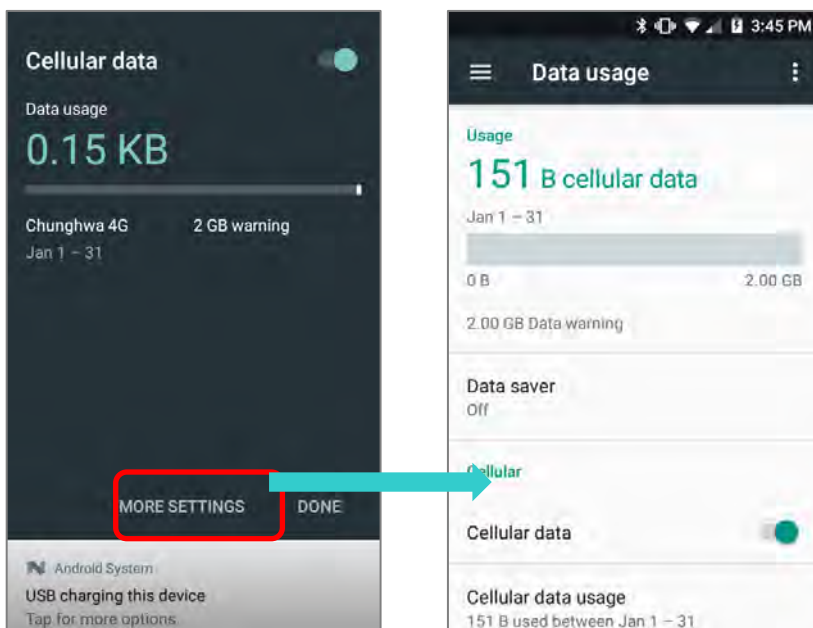 Cellular data
Data usage
0.15 KB
Chunghwa 4G 2 GB warning
Jan 1 – 31
MORE SETTINGS DONE
Android System
USB charging this device
Tap for more options.
3:45 PM
Data usage
Usage
151 B cellular data
Jan 1 – 31
0 B 2.00 GB
2.00 GB Data warning
Data saver
Off
Cellular
Cellular data
Cellular data usage
151 B used between Jan 1 – 31